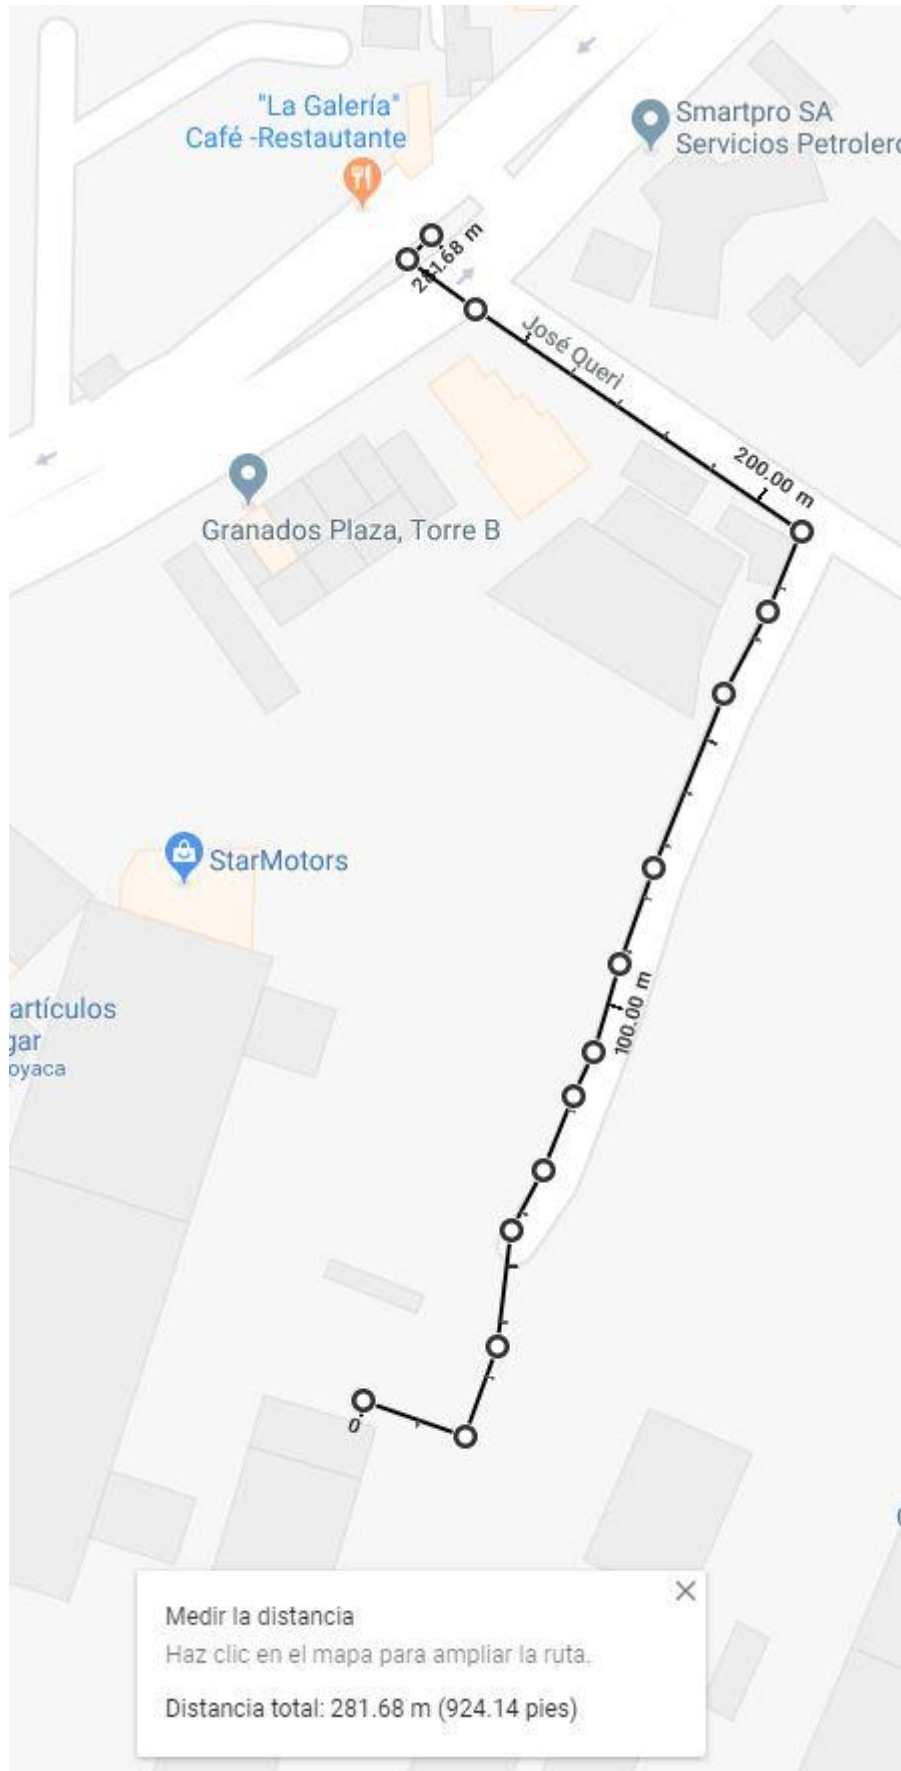 "La Galería"
Café -Restautante
Smartpro SA
Servicios Petrolero
281.68 m
José Queri
200.00 m
Granados Plaza, Torre B
StarMotors
artículos
gar
oyaca
100.00 m
0
Medir la distancia
Haz clic en el mapa para ampliar la ruta.
Distancia total: 281.68 m (924.14 pies)